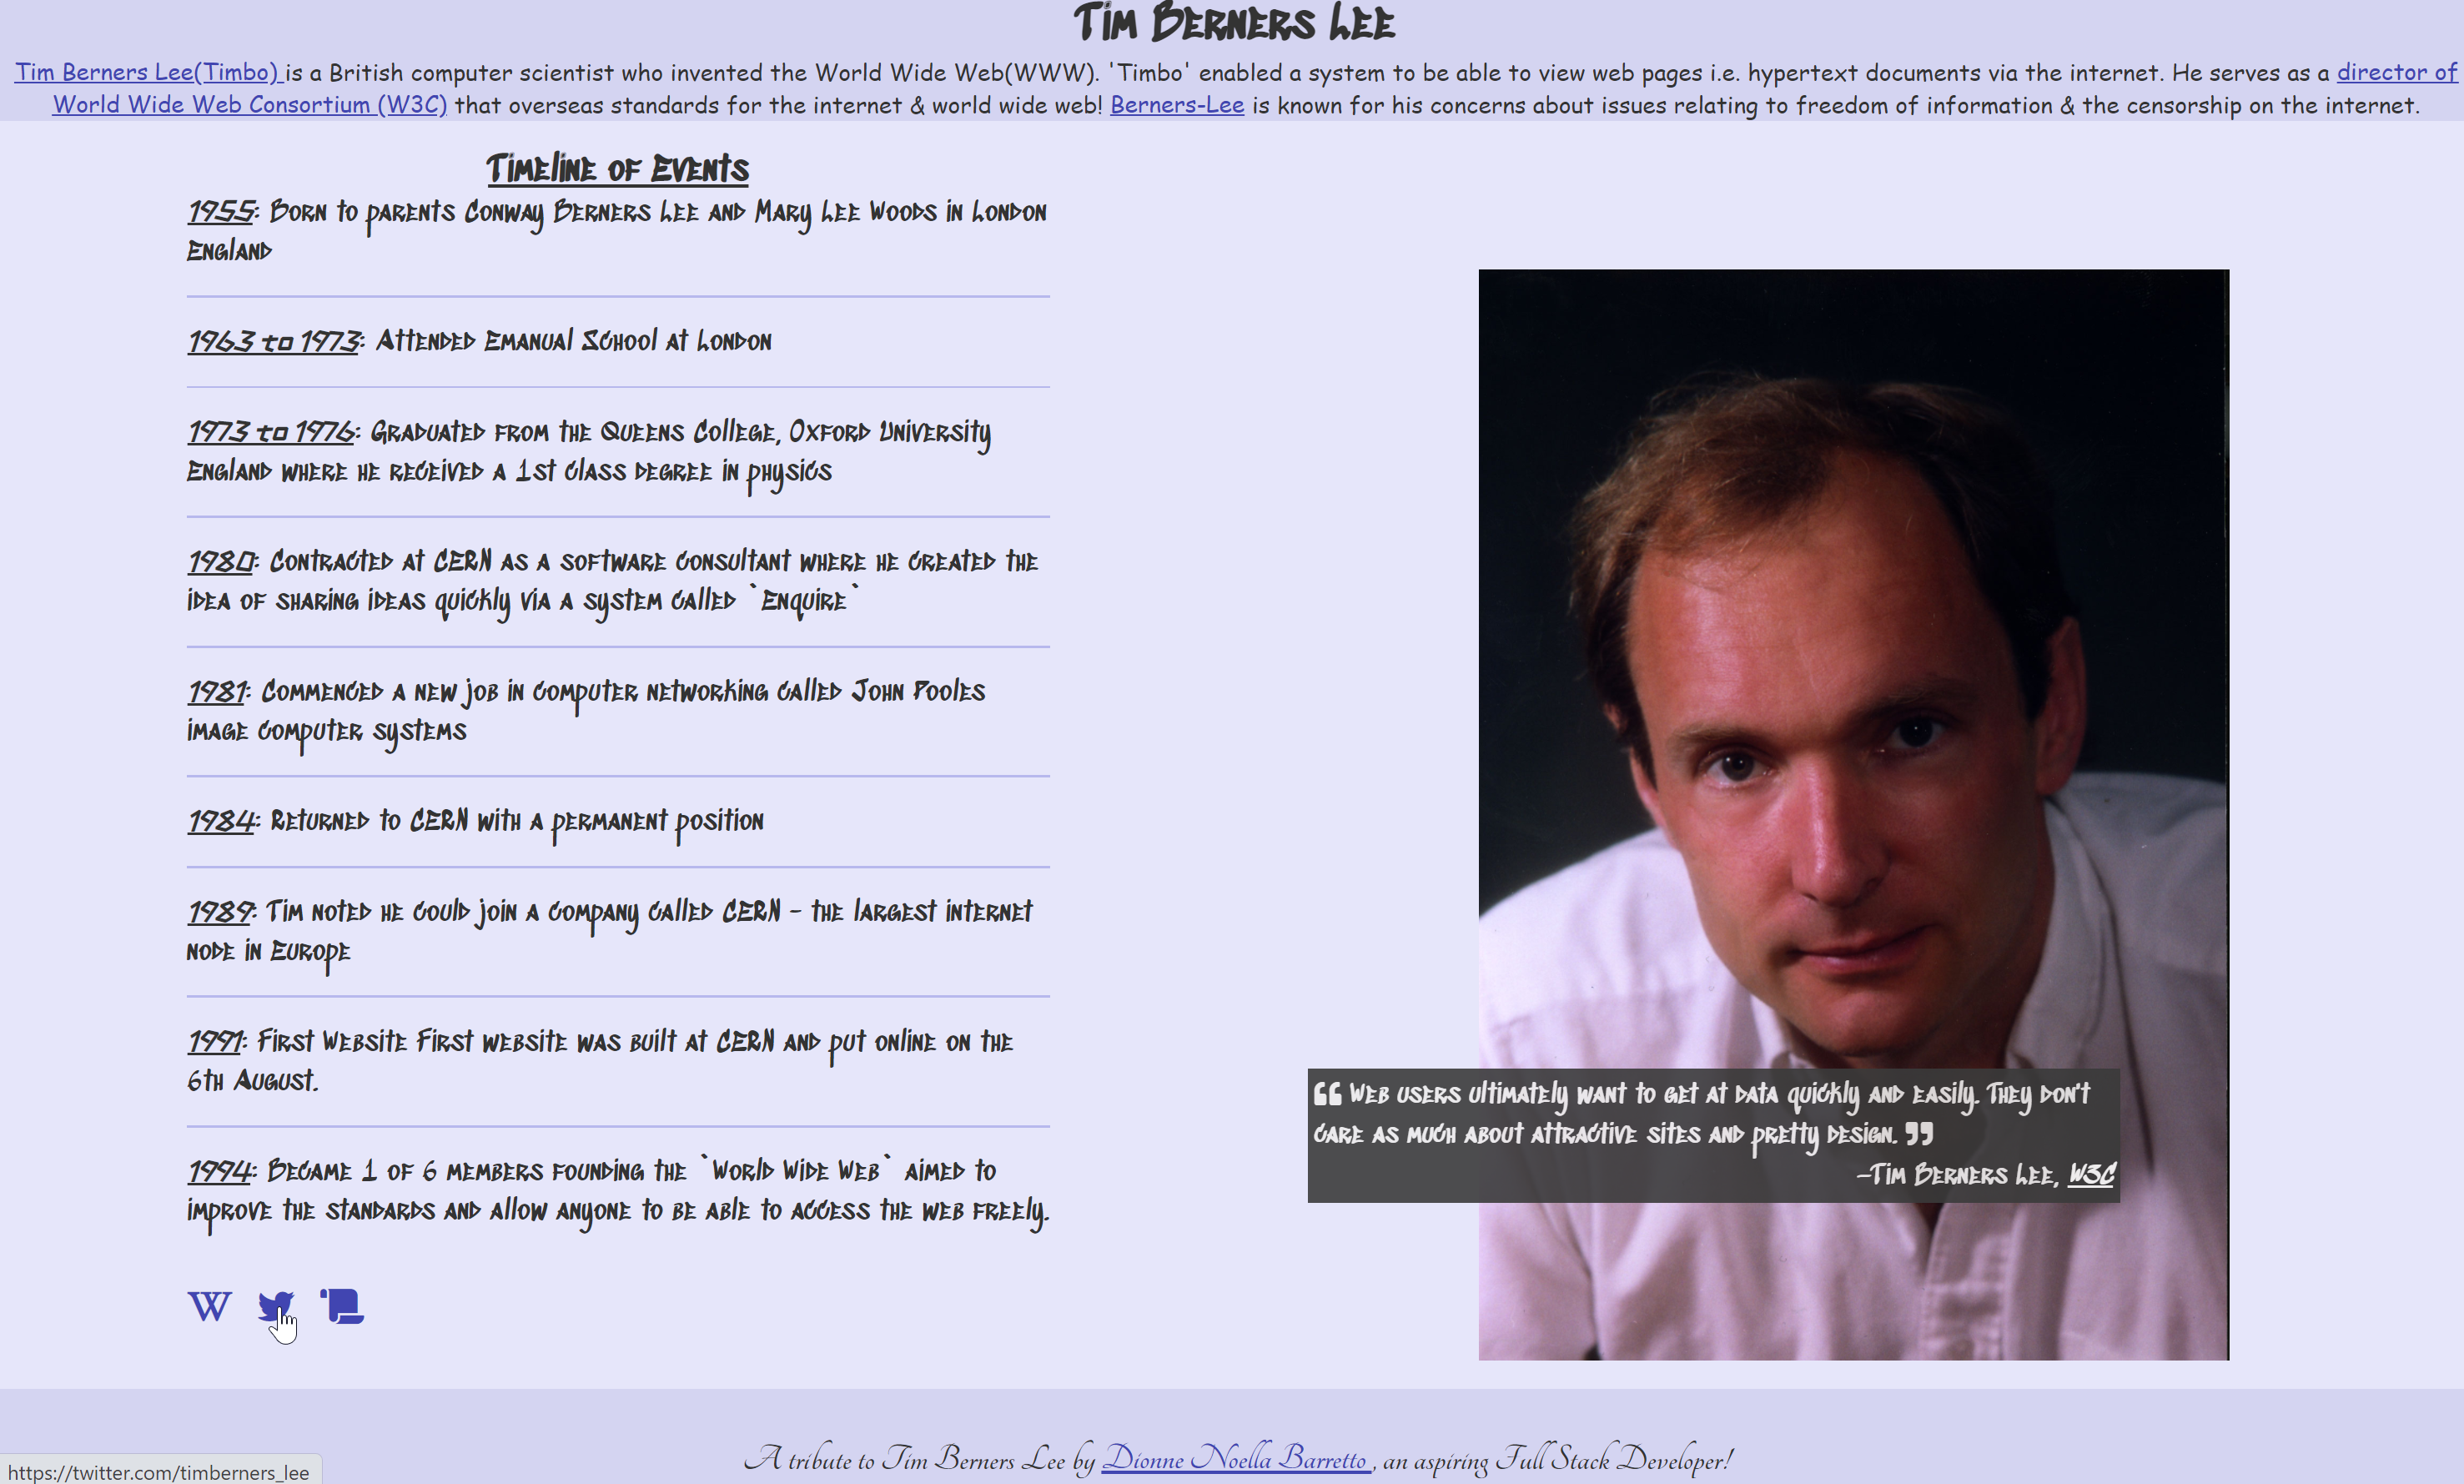 Tim Berners Lee
Tim Berners Lee(Timbo) is a British computer scientist who invented the World Wide Web(WWW). 'Timbo' enabled a system to be able to view web pages i.e. hypertext documents via the internet. He serves as a director of
World Wide Web Consortium (W3C) that overseas standards for the internet & world wide web! Berners-Lee is known for his concerns about issues relating to freedom of information & the censorship on the internet.
Timeline of Events
1955: Born to parents Conway Berners Lee and Mary Lee Woods in London
England
1963 to 1973: Attended Emanual School at London
1973 to 1976: Graduated from the Queens College, Oxford University
England where he received a 1st class degree in physics
1980: Contracted at CERN as a software consultant where he created the
idea of sharing ideas quickly via a system called `Enquire`
1981: Commenced a new job in computer networking called John Pooles
image computer systems
1984: Returned to CERN with a permanent position
1989: Tim noted he could join a company called CERN - the largest internet
node in Europe
1991: First Website First website was built at CERN and put online on the
6th August.
1994: Became 1 of 6 members founding the `World Wide Web` aimed to
improve the standards and allow anyone to be able to access the web freely.
W
❝ Web users ultimately want to get at data quickly and easily. They don't
care as much about attractive sites and pretty design. ❞
—Tim Berners Lee, W3C
A tribute to Tim Berners Lee by Dionne Noella Barretto , an aspiring Full Stack Developer!
https://twitter.com/timberners_lee